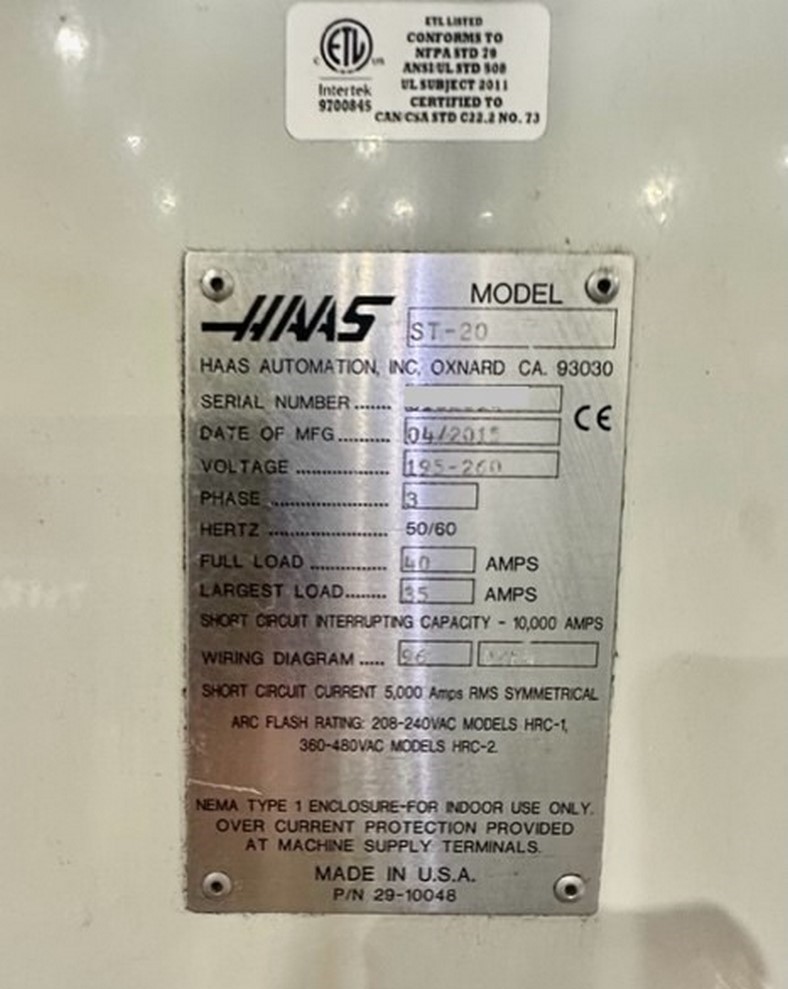 ETL LISTED
CONFORMS TO
NFPA STD 79
ANSI/UL STD 508
UL SUBJECT 2011
CERTIFIED TO
CAN/CSA STD C22.2 NO. 73
C ETL US
Intertek
9700845
HAAS
MODEL
ST-20
HAAS AUTOMATION, INC. OXNARD CA. 93030
SERIAL NUMBER ......
CE
DATE OF MFG......... 04/2015
VOLTAGE ................ 195-260
PHASE .................... 3
HERTZ .................... 50/60
FULL LOAD ............. 40 AMPS
LARGEST LOAD........ 35 AMPS
SHORT CIRCUIT INTERRUPTING CAPACITY - 10,000 AMPS
WIRING DIAGRAM ..... 96
SHORT CIRCUIT CURRENT 5,000 Amps RMS SYMMETRICAL
ARC FLASH RATING: 208-240VAC MODELS HRC-1,
360-480VAC MODELS HRC-2.
NEMA TYPE 1 ENCLOSURE-FOR INDOOR USE ONLY.
OVER CURRENT PROTECTION PROVIDED
AT MACHINE SUPPLY TERMINALS.
MADE IN U.S.A.
P/N 29-10048